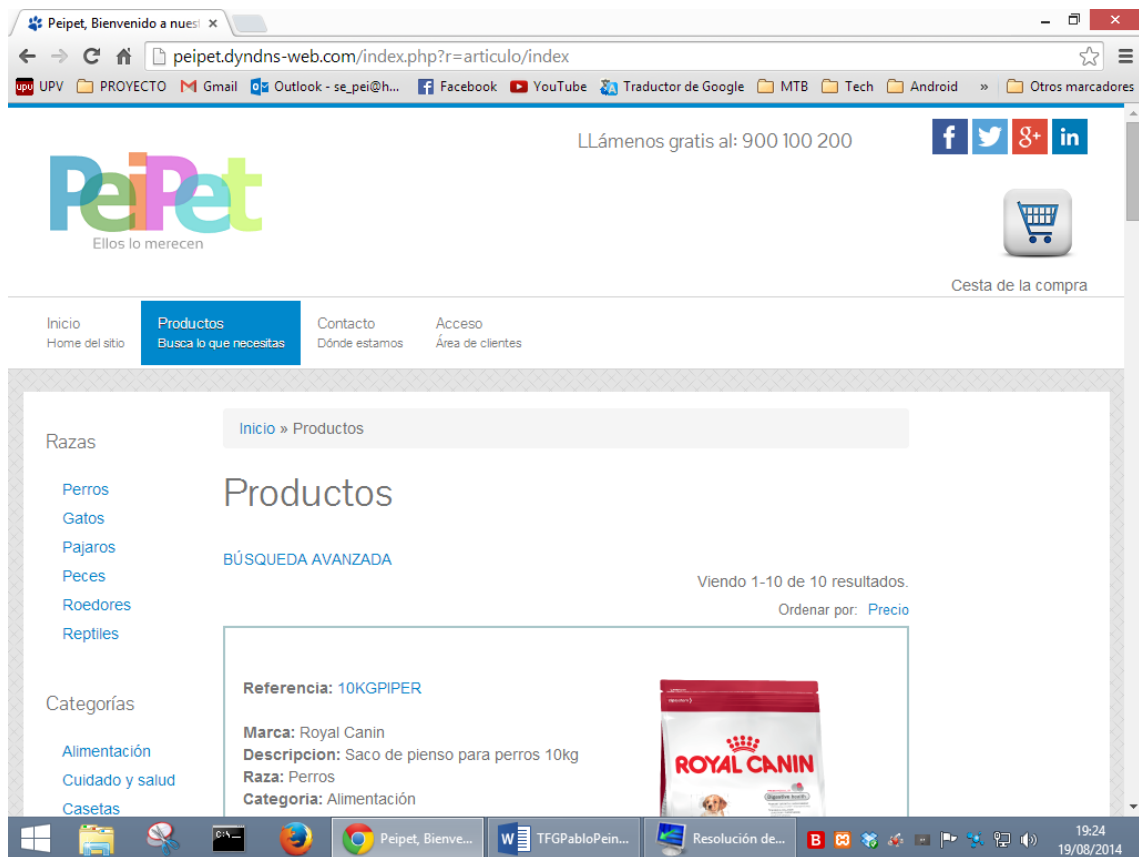 Peipet, Bienvenido a nuest
peipet.dyndns-web.com/index.php?r=articulo/index
upv UPV PROYECTO Gmail Outlook - se_pei@h... Facebook YouTube Traductor de Google MTB Tech Android » Otros marcadores
LLámenos gratis al: 900 100 200
PeiPet
Ellos lo merecen
Cesta de la compra
Inicio Productos Contacto Acceso
Home del sitio Busca lo que necesitas Dónde estamos Área de clientes
Razas
Perros
Gatos
Pajaros
Peces
Roedores
Reptiles
Categorías
Alimentación
Cuidado y salud
Casetas
Inicio » Productos
Productos
BÚSQUEDA AVANZADA
Viendo 1-10 de 10 resultados.
Ordenar por: Precio
Referencia: 10KGPIPER
Marca: Royal Canin
Descripcion: Saco de pienso para perros 10kg
Raza: Perros
Categoria: Alimentación
ROYAL CANIN
Peipet, Bienve... TFGPabloPein... Resolución de... 19:24
19/08/2014